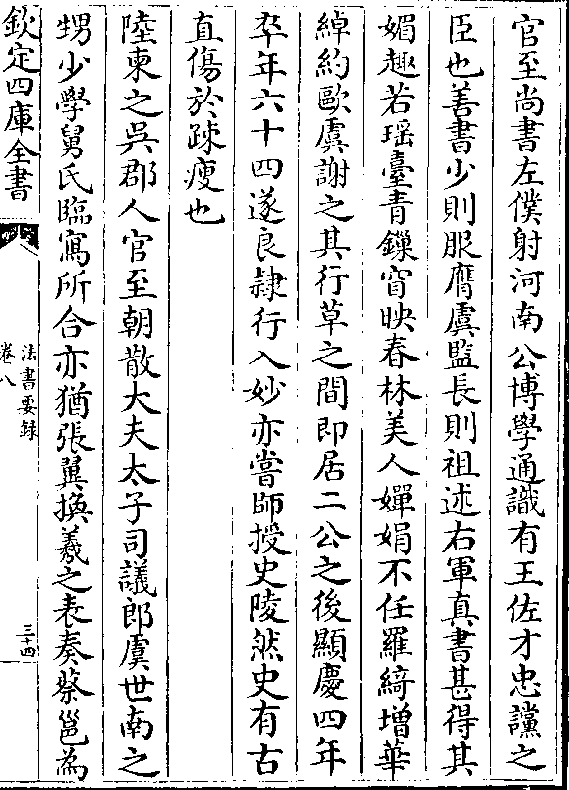 官至尚書左僕射河南公博學通識有王佐才忠讜之
臣也善書少則服膺虞監長則祖述右軍真書甚得其
媚趣若瑶臺青鏁窅映春林美人嬋娟不任羅綺增華
綽約歐虞謝之其行草之間即居二公之後顯慶四年
卒年六十四遂良隷行入妙亦嘗師授史陵然史有古
直傷於疎瘦也
陸柬之吳郡人官至朝散大夫太子司議郎虞世南之
甥少學舅氏臨寫所合亦猶張翼換羲之表奏蔡邕為
欽定四庫全書
法書要録
卷八
三十四